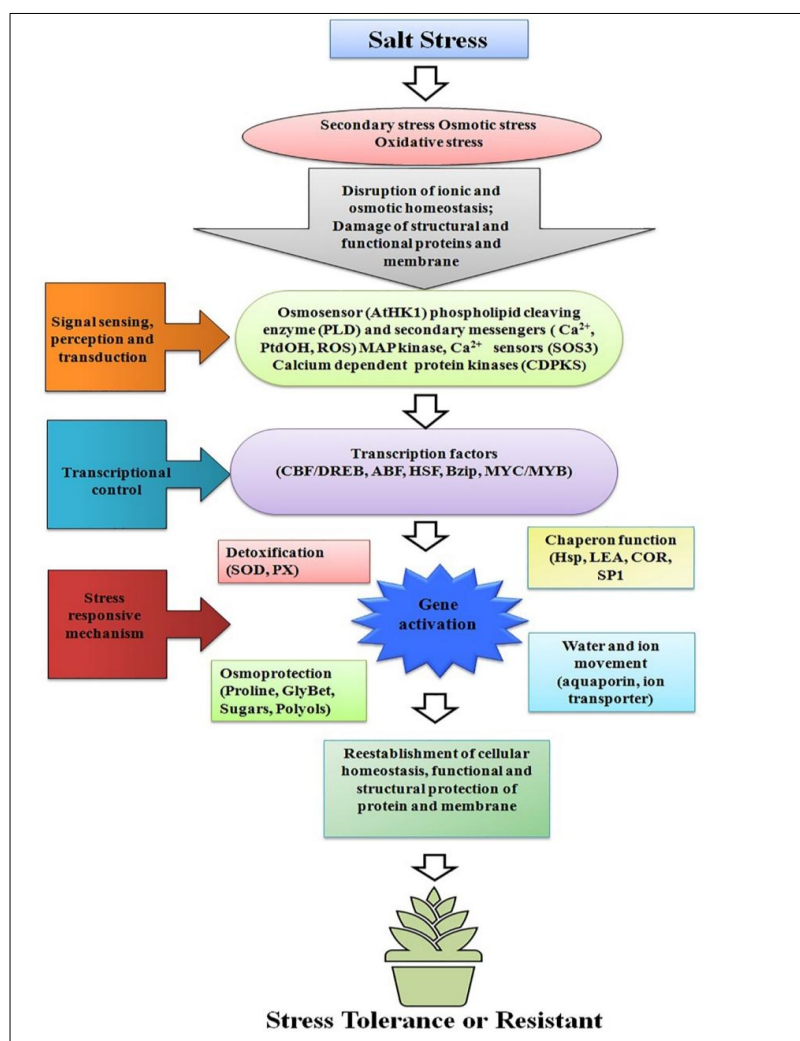 Salt Stress
Secondary stress Osmotic stress
Oxidative stress
Disruption of ionic and
osmotic homeostasis;
Damage of structural and
functional proteins and
membrane
Signal sensing,
perception and
transduction
Osmosensor (AtHK1) phospholipid cleaving
enzyme (PLD) and secondary messengers ( Ca²⁺,
PtdOH, ROS) MAP kinase, Ca²⁺ sensors (SOS3)
Calcium dependent protein kinases (CDPKS)
Transcriptional
control
Transcription factors
(CBF/DREB, ABF, HSF, Bzip, MYC/MYB)
Detoxification
(SOD, PX)
Chaperon function
(Hsp, LEA, COR,
SP1
Stress
responsive
mechanism
Gene
activation
Osmoprotection
(Proline, GlyBet,
Sugars, Polyols)
Water and ion
movement
(aquaporin, ion
transporter)
Reestablishment of cellular
homeostasis, functional and
structural protection of
protein and membrane
Stress Tolerance or Resistant